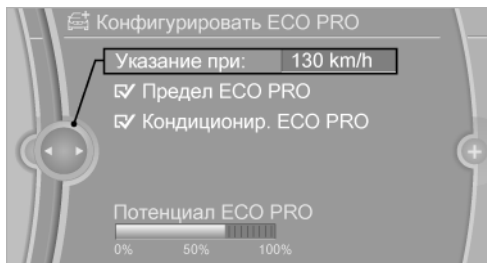 Конфигурировать ECO PRO
Указание при: 130 km/h
Предел ECO PRO
Кондиционир. ECO PRO
Потенциал ECO PRO
0% 50% 100%